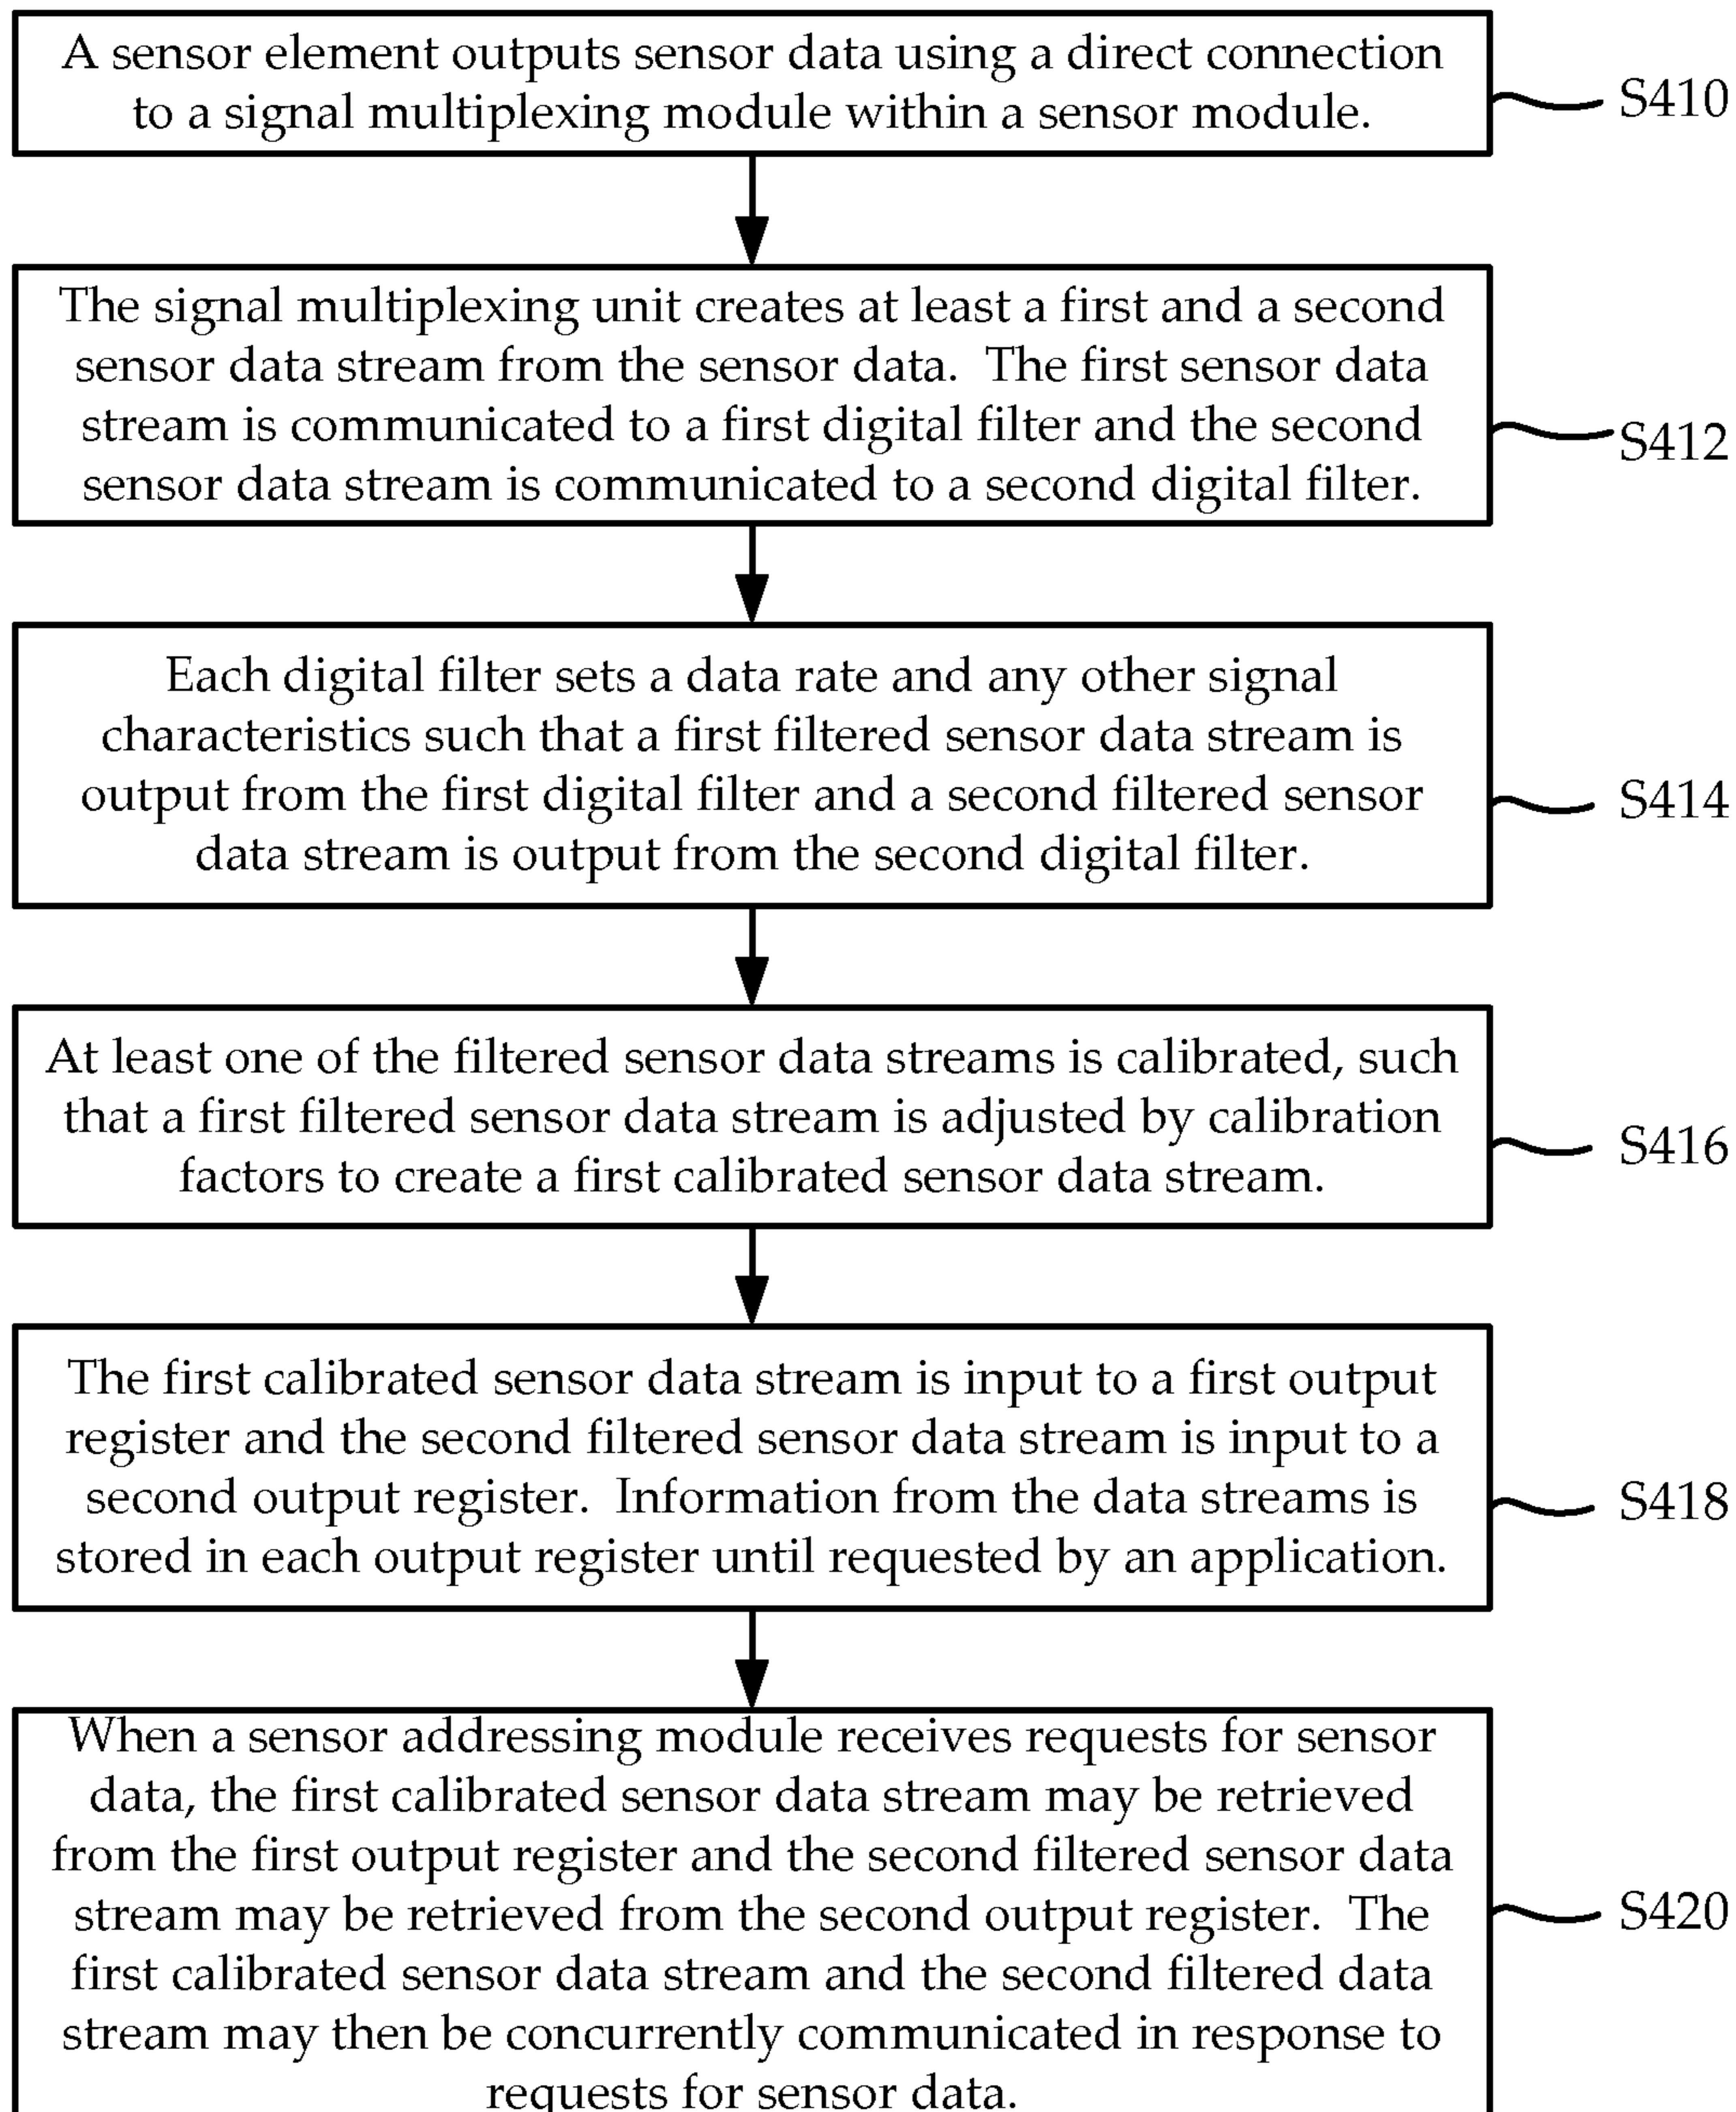 A sensor element outputs sensor data using a direct connection
to a signal multiplexing module within a sensor module.
S410
The signal multiplexing unit creates at least a first and a second
sensor data stream from the sensor data. The first sensor data
stream is communicated to a first digital filter and the second
sensor data stream is communicated to a second digital filter.
S412
Each digital filter sets a data rate and any other signal
characteristics such that a first filtered sensor data stream is
output from the first digital filter and a second filtered sensor
data stream is output from the second digital filter.
S414
At least one of the filtered sensor data streams is calibrated, such
that a first filtered sensor data stream is adjusted by calibration
factors to create a first calibrated sensor data stream.
S416
The first calibrated sensor data stream is input to a first output
register and the second filtered sensor data stream is input to a
second output register. Information from the data streams is
stored in each output register until requested by an application.
S418
When a sensor addressing module receives requests for sensor
data, the first calibrated sensor data stream may be retrieved
from the first output register and the second filtered sensor data
stream may be retrieved from the second output register. The
first calibrated sensor data stream and the second filtered data
stream may then be concurrently communicated in response to
requests for sensor data.
S420